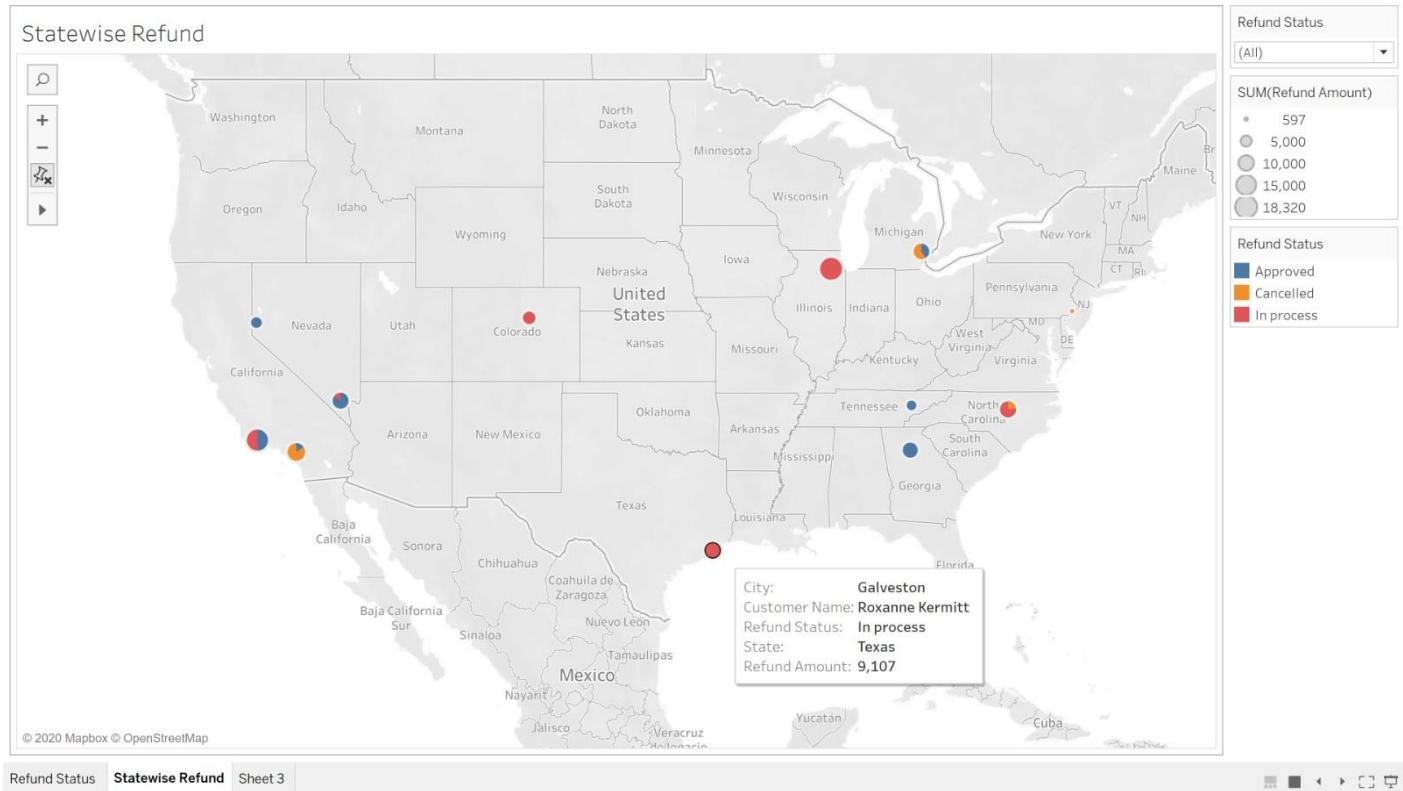 Statewise Refund
Washington
Montana
North
Dakota
Minnesota
Maine
Oregon
Idaho
South
Dakota
Wisconsin
VT
NH
Wyoming
Michigan
New York
MA
CT
Iowa
Nebraska
United
States
Pennsylvania
Nevada
Utah
Colorado
Illinois
Indiana
Ohio
NJ
MD
Kansas
Missouri
West
Virginia
DE
Kentucky
Virginia
California
Oklahoma
Tennessee
North
Carolina
Arizona
New Mexico
Arkansas
South
Carolina
Mississippi
Georgia
Texas
Louisiana
Baja
California
Sonora
Chihuahua
Florida
Coahuila de
Zaragoza
Baja California
Sur
Nuevo León
Sinaloa
Tamaulipas
Mexico
Nayarit
Jalisco
Veracruz
de Ignacio
Yucatán
Cuba
City: Galveston
Customer Name: Roxanne Kermitt
Refund Status: In process
State: Texas
Refund Amount: 9,107
© 2020 Mapbox © OpenStreetMap
Refund Status
(All)
SUM(Refund Amount)
597
5,000
10,000
15,000
18,320
Refund Status
Approved
Cancelled
In process
Refund Status Statewise Refund Sheet 3